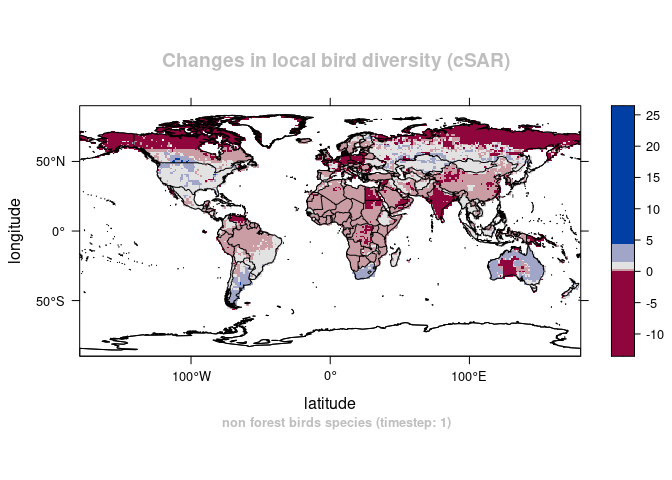 Changes in local bird diversity (cSAR)
longitude
50°N
0°
50°S
100°W
0°
100°E
latitude
non forest birds species (timestep: 1)
25
20
15
10
5
0
-5
-10